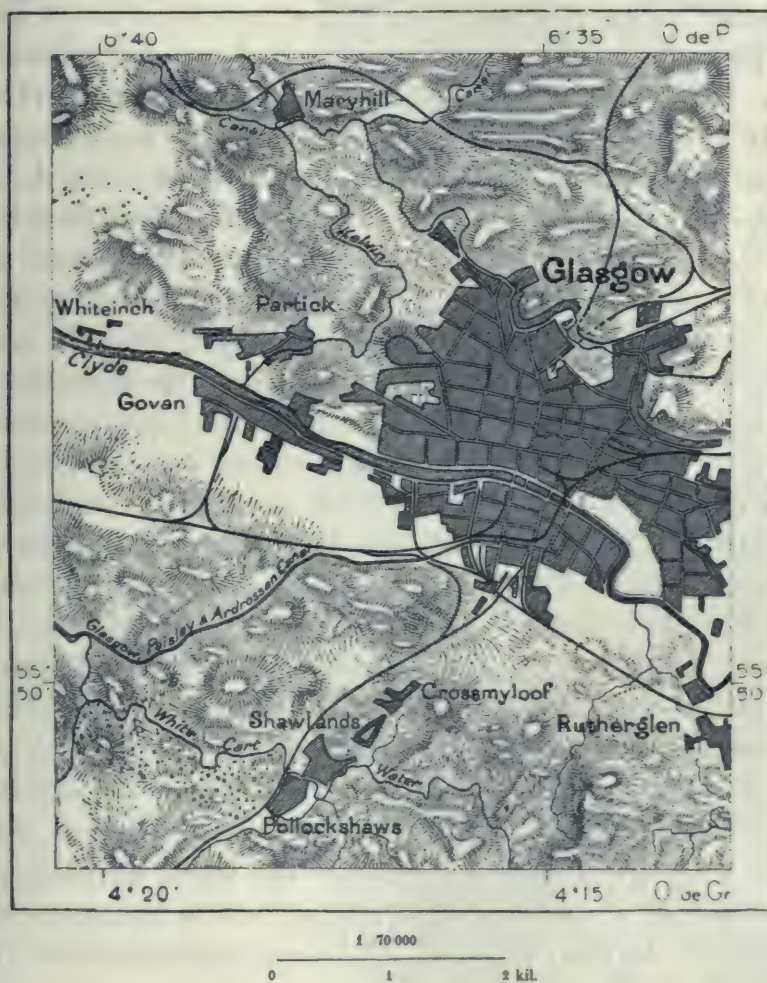 6°40' 6°35' O de P
Maryhill
Canal
Canal
Kelvin
Glasgow
Whiteinch
Partick
Clyde
Govan
Glasgow Paisley & Ardrossan Canal
55° 50' 55° 50'
Crossmyloof
Shawlands
Rutherglen
White Cart Water
Pollockshaws
4°20' 4°15 O de Gr
1 70 000
0 1 2 kil.